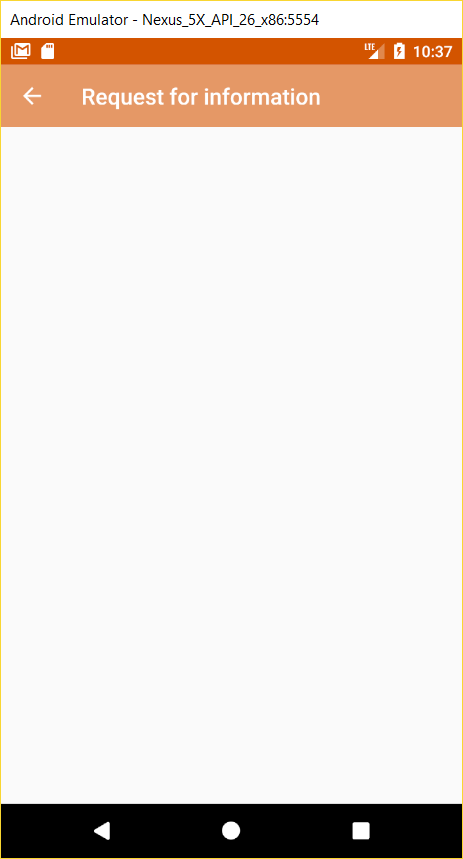 Android Emulator - Nexus_5X_API_26_x86:5554
LTE 10:37
Request for information